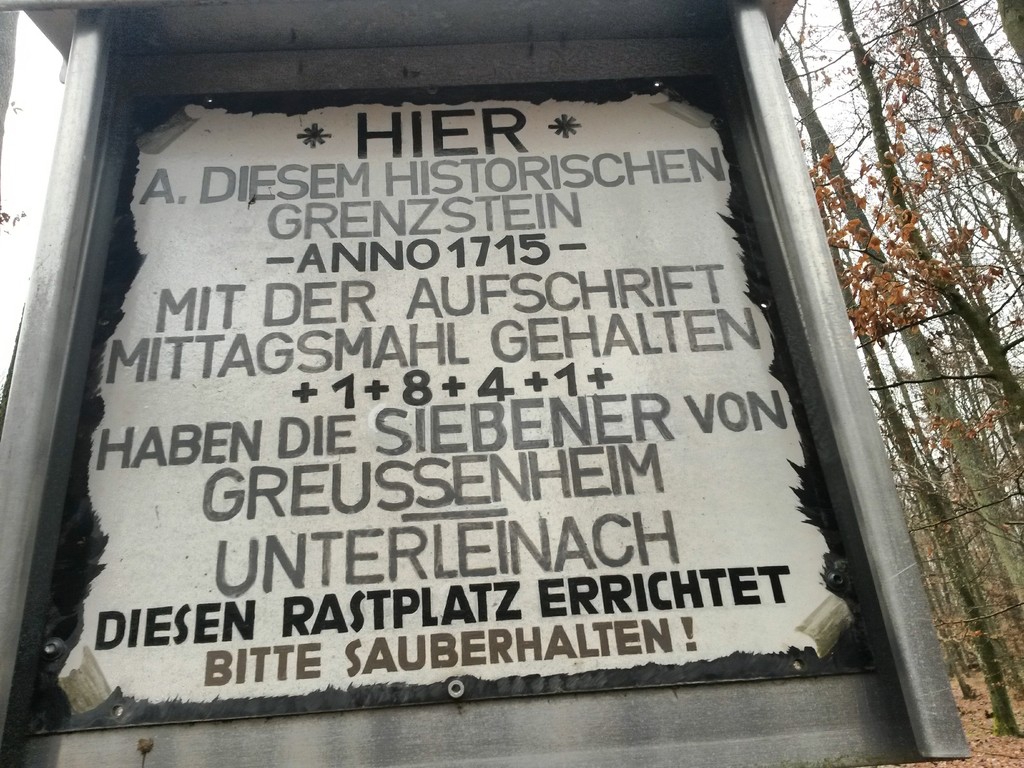 * HIER *
A. DIESEM HISTORISCHEN
GRENZSTEIN
- ANNO 1715 -
MIT DER AUFSCHRIFT
MITTAGSMAHL GEHALTEN
+1+8+4+1+
HABEN DIE SIEBENER VON
GREUSSENHEIM
UNTERLEINACH
DIESEN RASTPLATZ ERRICHTET
BITTE SAUBERHALTEN!